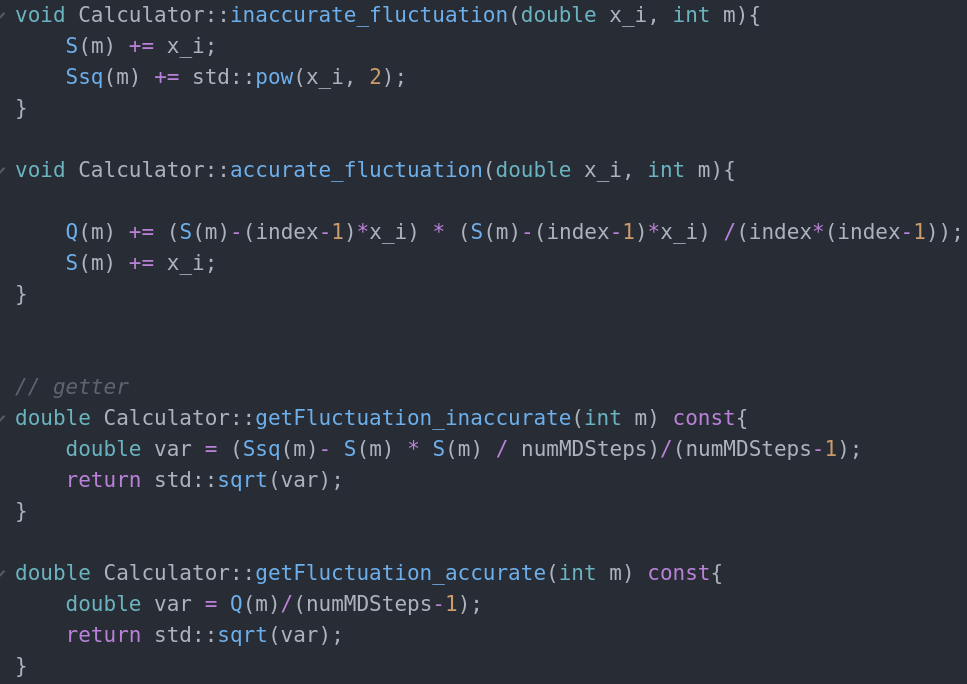 void Calculator::inaccurate_fluctuation(double x_i, int m){
    S(m) += x_i;
    Ssq(m) += std::pow(x_i, 2);
}
void Calculator::accurate_fluctuation(double x_i, int m){
    Q(m) += (S(m)-(index-1)*x_i) * (S(m)-(index-1)*x_i) /(index*(index-1));
    S(m) += x_i;
}
// getter
double Calculator::getFluctuation_inaccurate(int m) const{
    double var = (Ssq(m)- S(m) * S(m) / numMDSteps)/(numMDSteps-1);
    return std::sqrt(var);
}
double Calculator::getFluctuation_accurate(int m) const{
    double var = Q(m)/(numMDSteps-1);
    return std::sqrt(var);
}